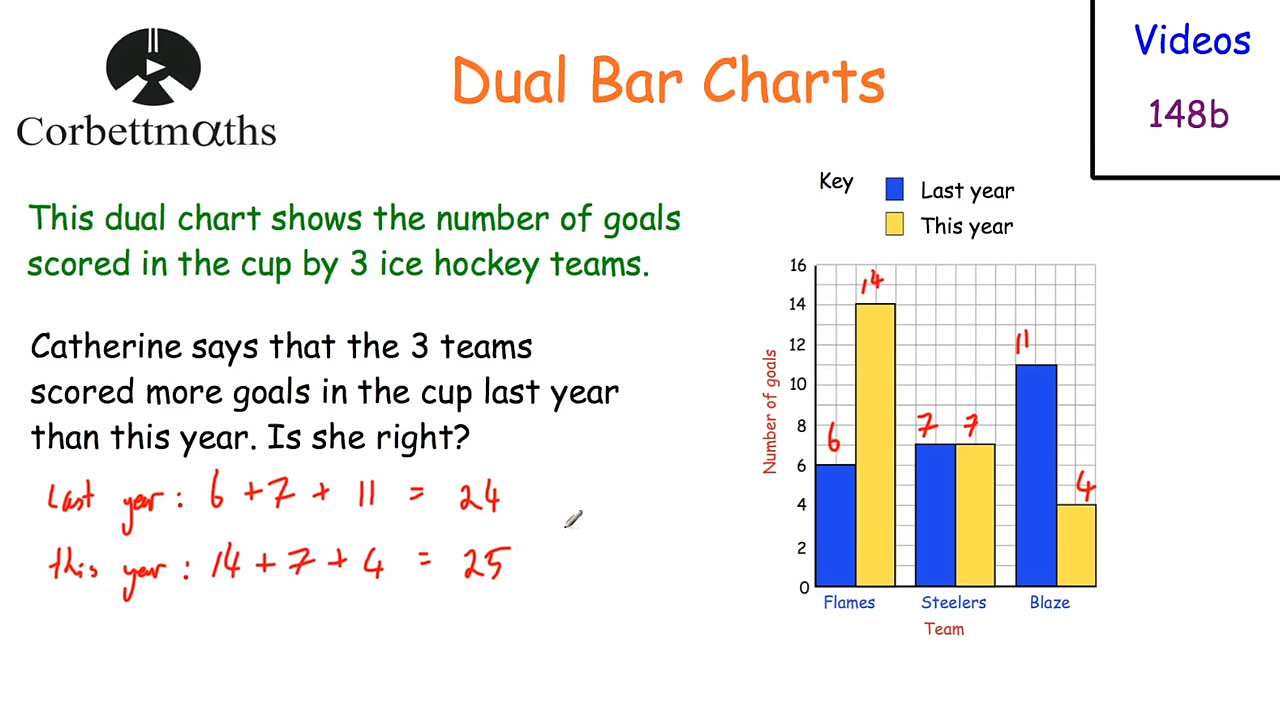 Corbettmαths
Dual Bar Charts
Videos
148b
This dual chart shows the number of goals
scored in the cup by 3 ice hockey teams.
Catherine says that the 3 teams
scored more goals in the cup last year
than this year. Is she right?
Last year : 6 + 7 + 11 = 24
this year : 14 + 7 + 4 = 25
Key
Last year
This year
Number of goals
16
14
12
10
8
6
4
2
0
6
14
7
7
11
4
Flames
Steelers
Blaze
Team